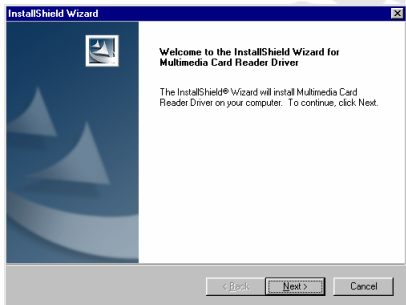 InstallShield Wizard
Welcome to the InstallShield Wizard for
Multimedia Card Reader Driver
The InstallShield® Wizard will install Multimedia Card
Reader Driver on your computer. To continue, click Next.
< Back Next > Cancel